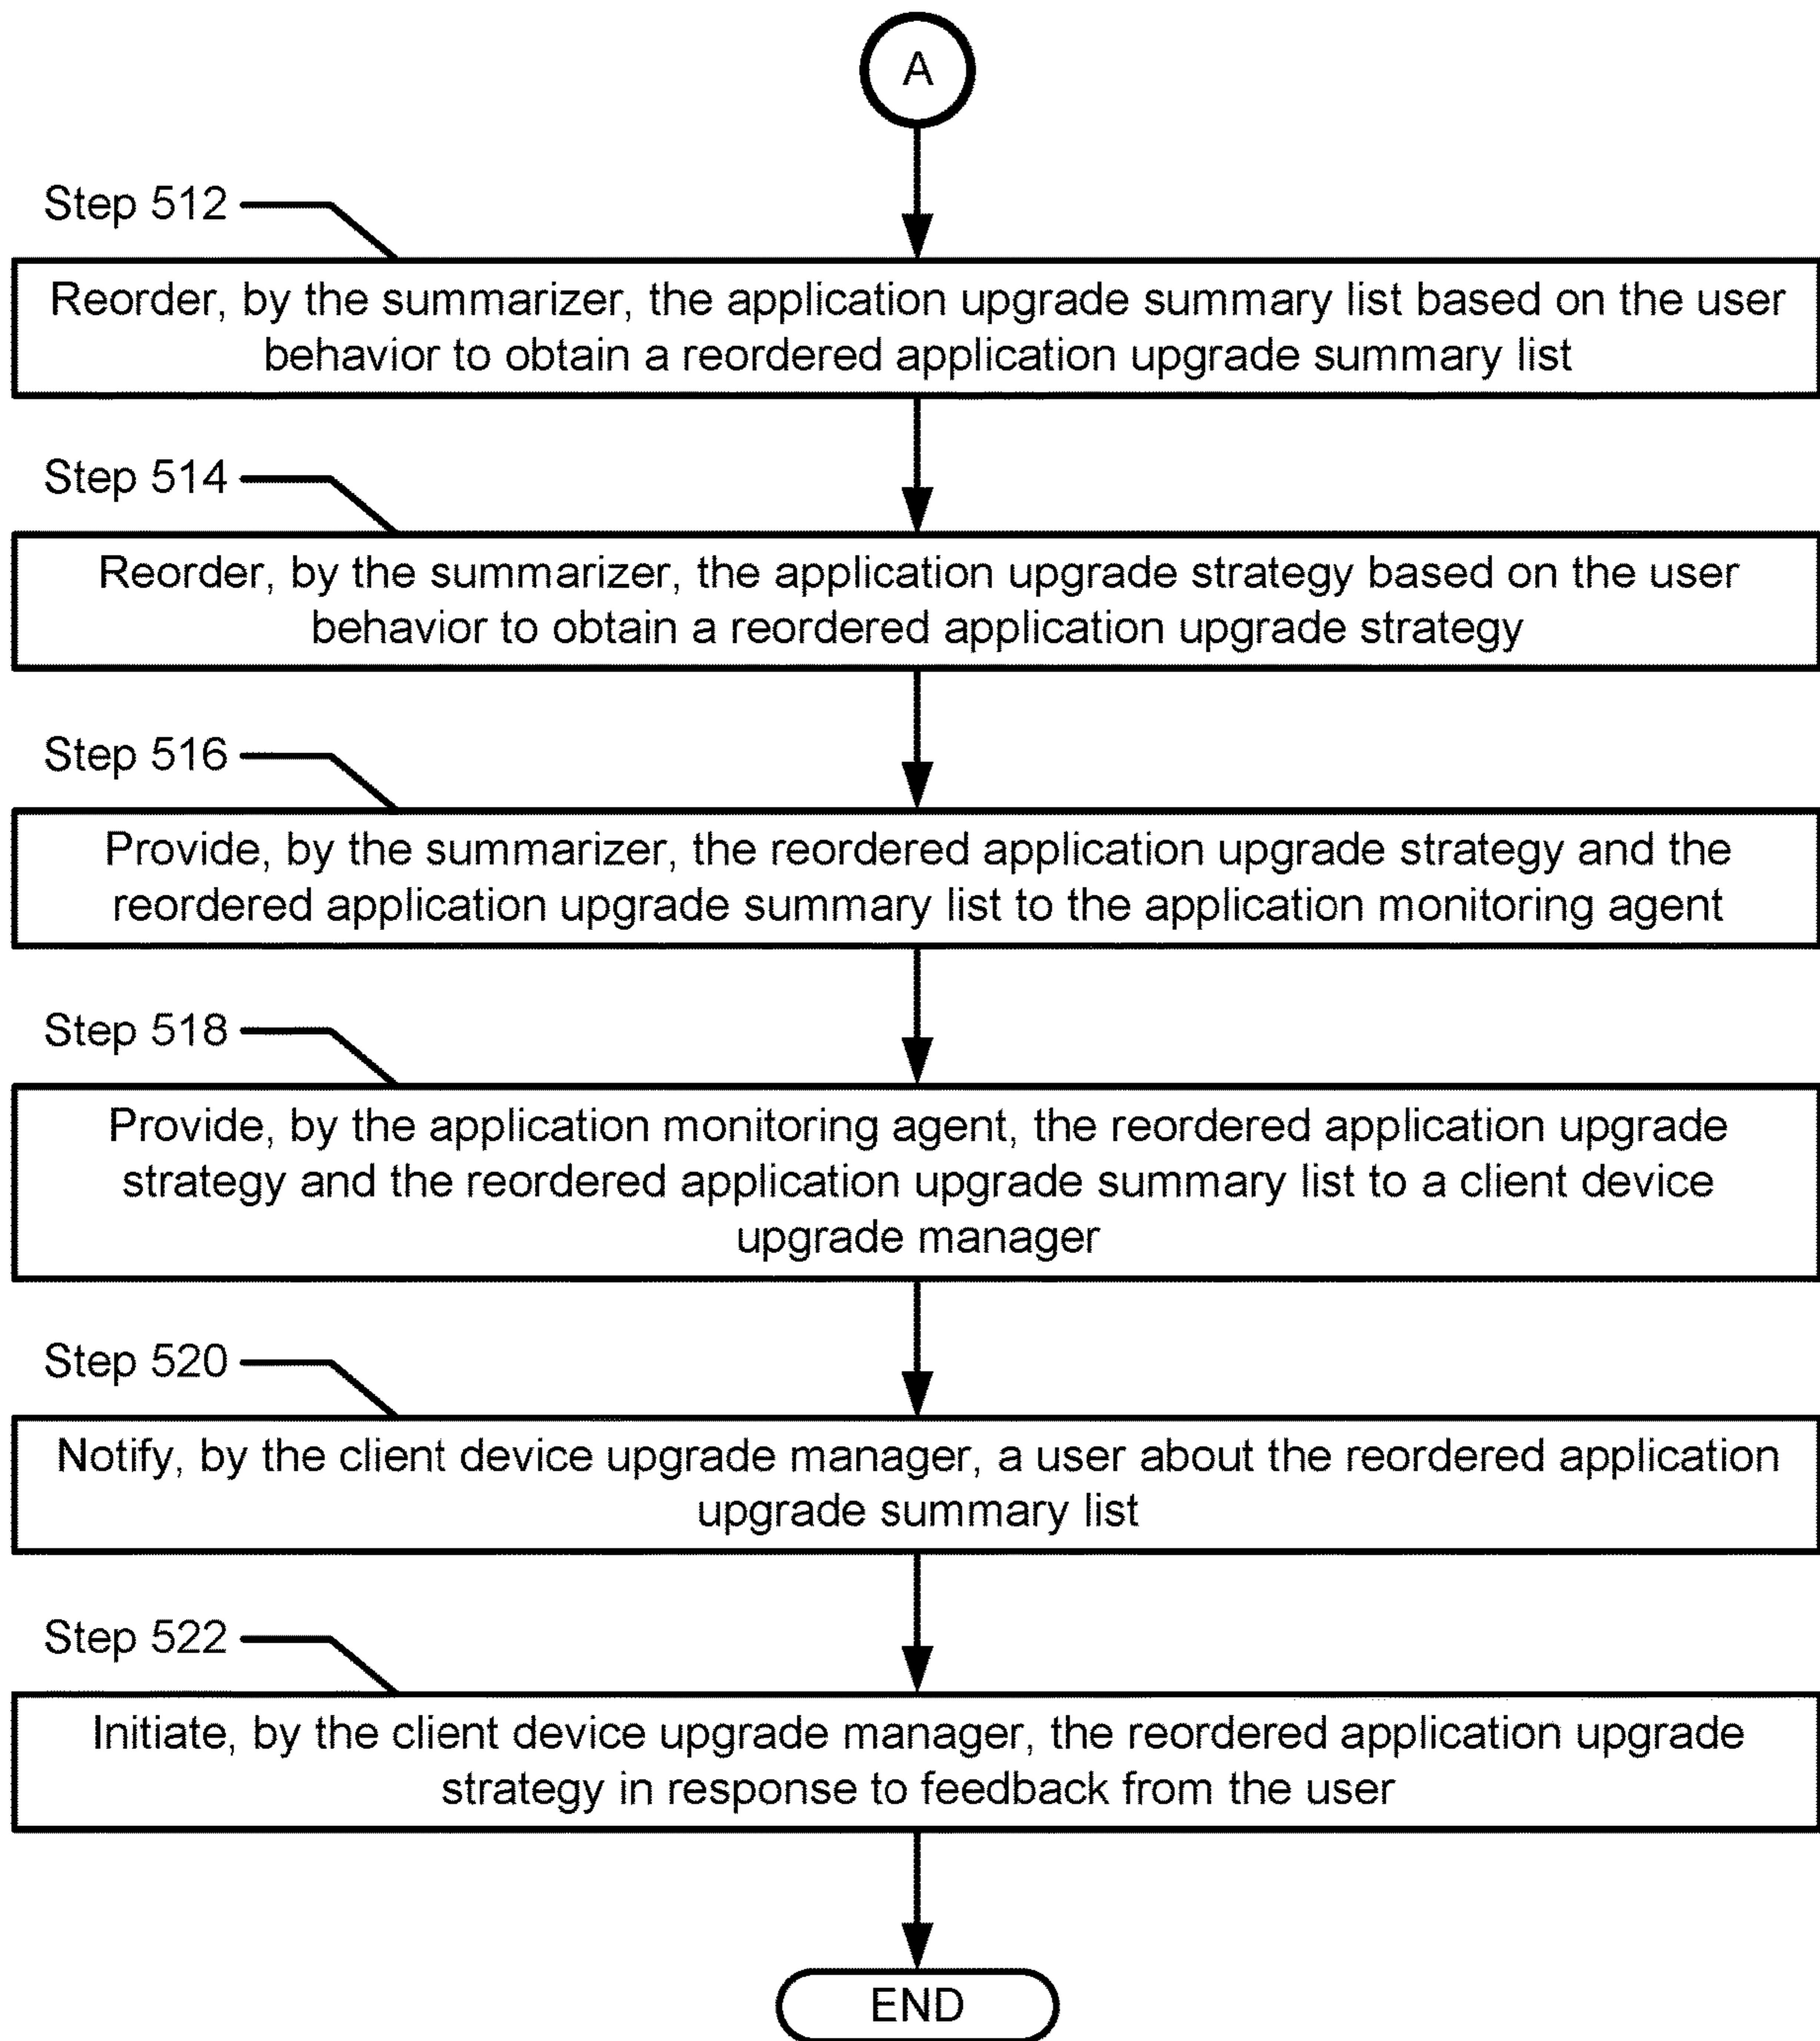 A
Step 512
Reorder, by the summarizer, the application upgrade summary list based on the user
behavior to obtain a reordered application upgrade summary list
Step 514
Reorder, by the summarizer, the application upgrade strategy based on the user
behavior to obtain a reordered application upgrade strategy
Step 516
Provide, by the summarizer, the reordered application upgrade strategy and the
reordered application upgrade summary list to the application monitoring agent
Step 518
Provide, by the application monitoring agent, the reordered application upgrade
strategy and the reordered application upgrade summary list to a client device
upgrade manager
Step 520
Notify, by the client device upgrade manager, a user about the reordered application
upgrade summary list
Step 522
Initiate, by the client device upgrade manager, the reordered application upgrade
strategy in response to feedback from the user
END